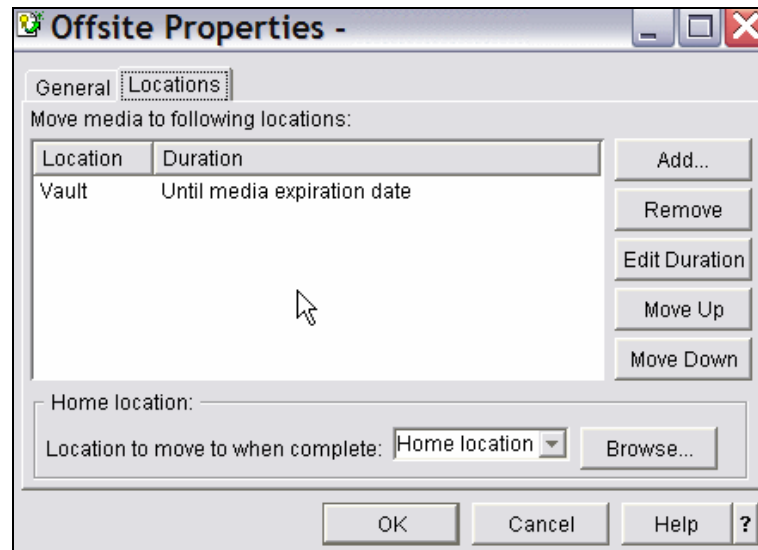 Offsite Properties -
General Locations
Move media to following locations:
Location Duration
Vault Until media expiration date
Add...
Remove
Edit Duration
Move Up
Move Down
Home location:
Location to move to when complete: Home location Browse...
OK Cancel Help ?